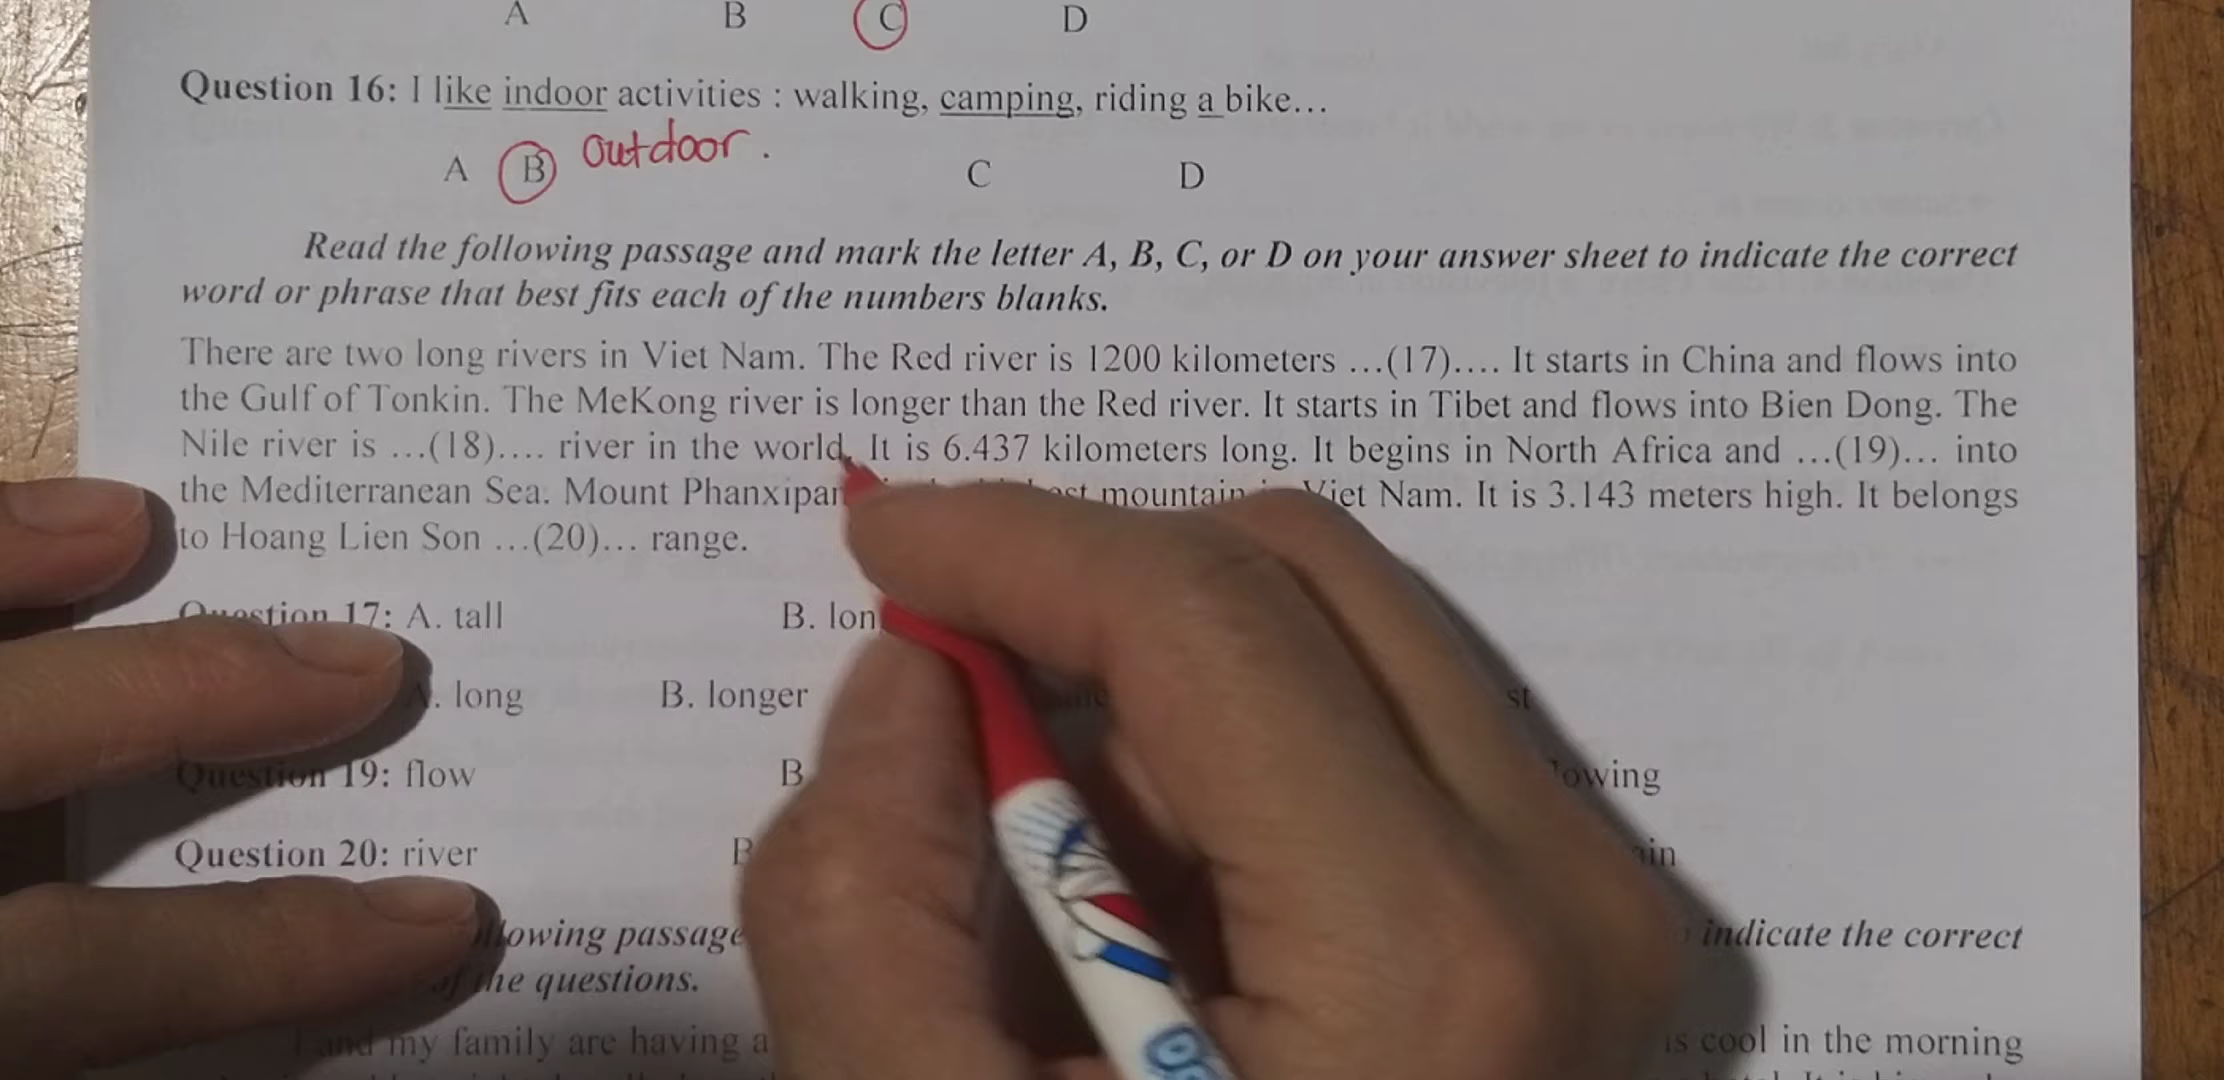 A B C D
Question 16: I like indoor activities : walking, camping, riding a bike…
A B outdoor. C D
Read the following passage and mark the letter A, B, C, or D on your answer sheet to indicate the correct
word or phrase that best fits each of the numbers blanks.
There are two long rivers in Viet Nam. The Red river is 1200 kilometers …(17)…. It starts in China and flows into
the Gulf of Tonkin. The MeKong river is longer than the Red river. It starts in Tibet and flows into Bien Dong. The
Nile river is …(18)…. river in the world. It is 6.437 kilometers long. It begins in North Africa and …(19)… into
the Mediterranean Sea. Mount Phanxipan mountain Viet Nam. It is 3.143 meters high. It belongs
to Hoang Lien Son …(20)… range.
Question 17: A. tall B.
A. long B. longer
Question 19: flow B
Question 20: river B
passage indicate the correct
of the questions.
and my family are having a is cool in the morning